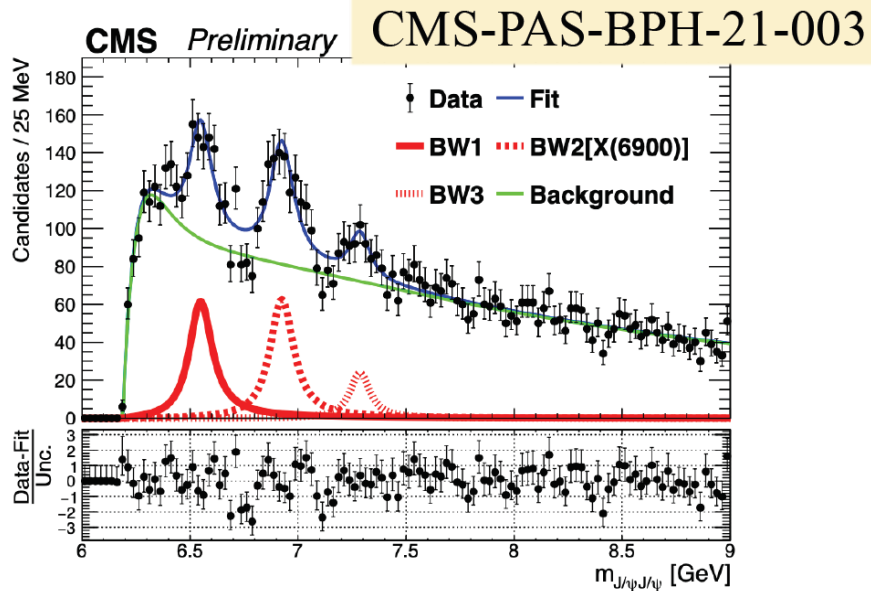 CMS-PAS-BPH-21-003
CMS Preliminary
Candidates / 25 MeV
180
160
140
120
100
80
60
40
20
0
Data
Fit
BW1
BW2[X(6900)]
BW3
Background
Data-Fit
Unc.
3
2
1
0
−1
−2
−3
6 6.5 7 7.5 8 8.5 9
m J/ψJ/ψ [GeV]